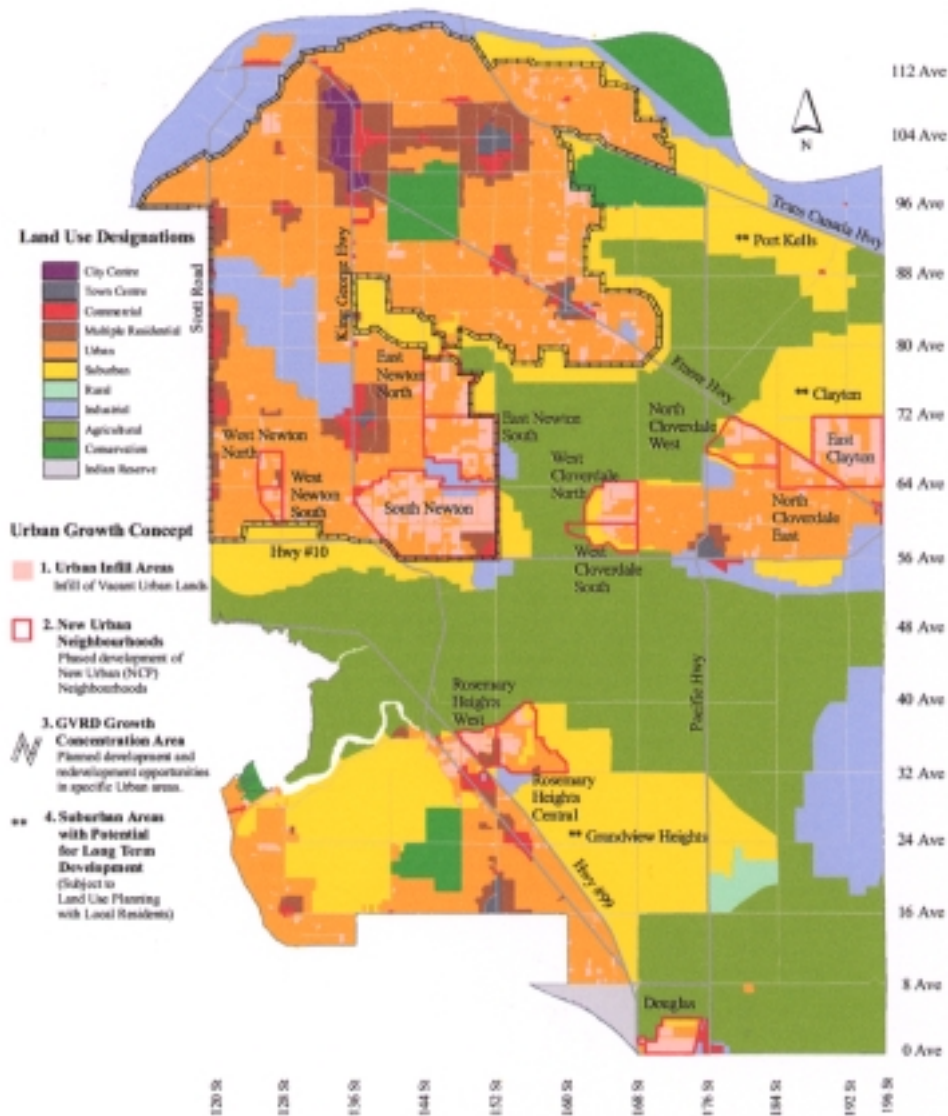 112 Ave
104 Ave
N
96 Ave
Trans Canada Hwy
** Port Kells
88 Ave
80 Ave
72 Ave
64 Ave
56 Ave
48 Ave
40 Ave
32 Ave
24 Ave
16 Ave
8 Ave
0 Ave
Land Use Designations
City Centre
Town Centre
Commercial
Multiple Residential
Urban
Suburban
Rural
Industrial
Agricultural
Conservation
Indian Reserve
Scott Road
King George Hwy
East
Newton
North
Fraser Hwy
** Clayton
East Newton
South
North
Cloverdale
West
East
Clayton
West Newton
North
West
Newton
South
South Newton
West
Cloverdale
North
North
Cloverdale
East
West
Cloverdale
South
Hwy #10
Urban Growth Concept
1. Urban Infill Areas
Infill of Vacant Urban Lands
2. New Urban
Neighbourhoods
Phased development of
New Urban (NCP)
Neighbourhoods
3. GVRD Growth
Concentration Area
Planned development and
redevelopment opportunities
in specific Urban areas.
** 4. Suburban Areas
with Potential
for Long Term
Development
(Subject to
Land Use Planning
with Local Residents)
Pacific Hwy
Rosemary
Heights
West
Rosemary
Heights
Central
** Grandview Heights
Hwy #99
Douglas
120 St
128 St
136 St
144 St
152 St
160 St
168 St
176 St
184 St
192 St
196 St